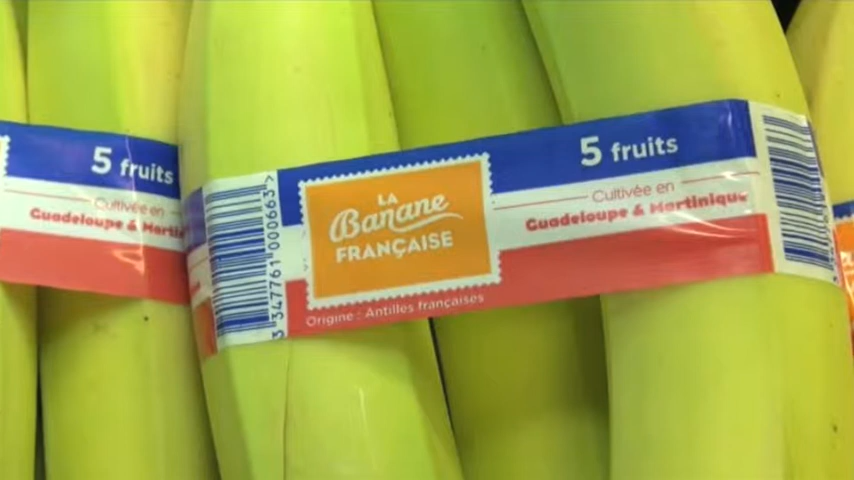 5 fruits
Cultivée en
Guadeloupe &
3 347761 000663 >
LA
Banane
FRANÇAISE
Origine : Antilles françaises
5 fruits
Cultivée en
Guadeloupe & Martinique